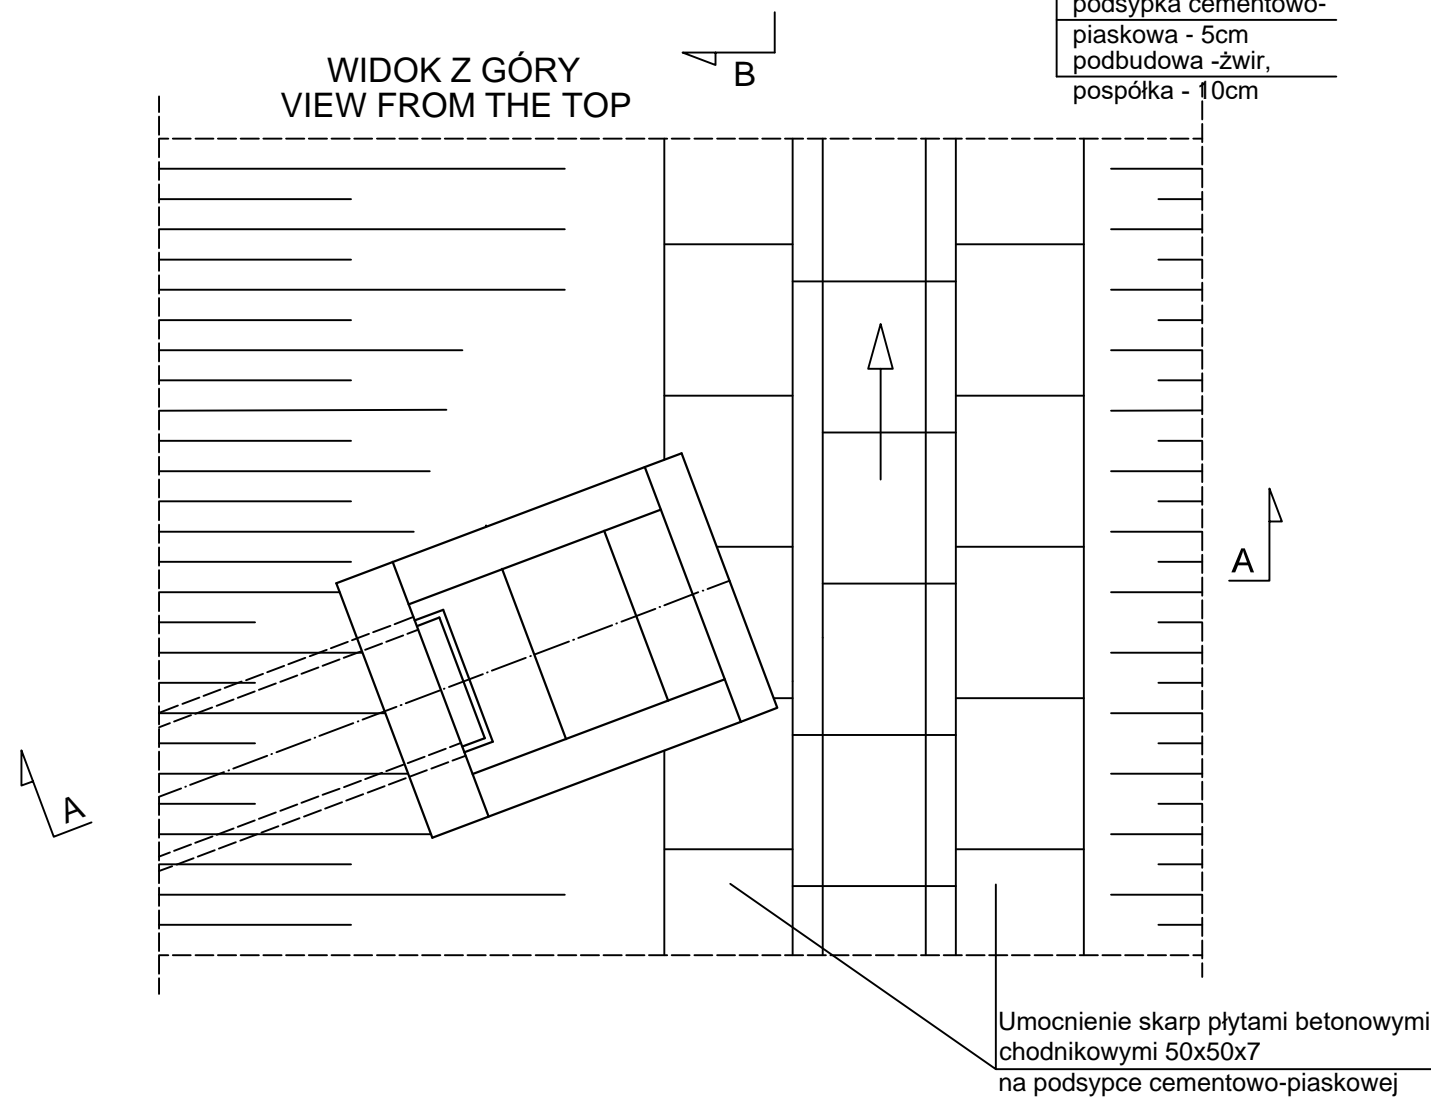 podsypka cementowo-
piaskowa - 5cm
podbudowa -żwir,
pospółka - 10cm
WIDOK Z GÓRY
VIEW FROM THE TOP
B
A
A
Umocnienie skarp płytami betonowymi
chodnikowymi 50x50x7
na podsypce cementowo-piaskowej